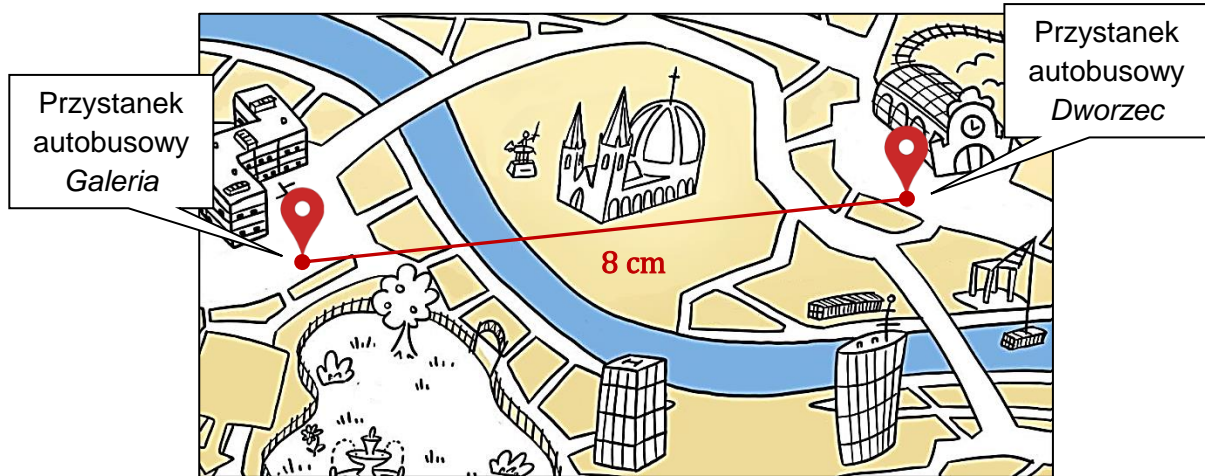 Przystanek
autobusowy
Galeria
Przystanek
autobusowy
Dworzec
8 cm